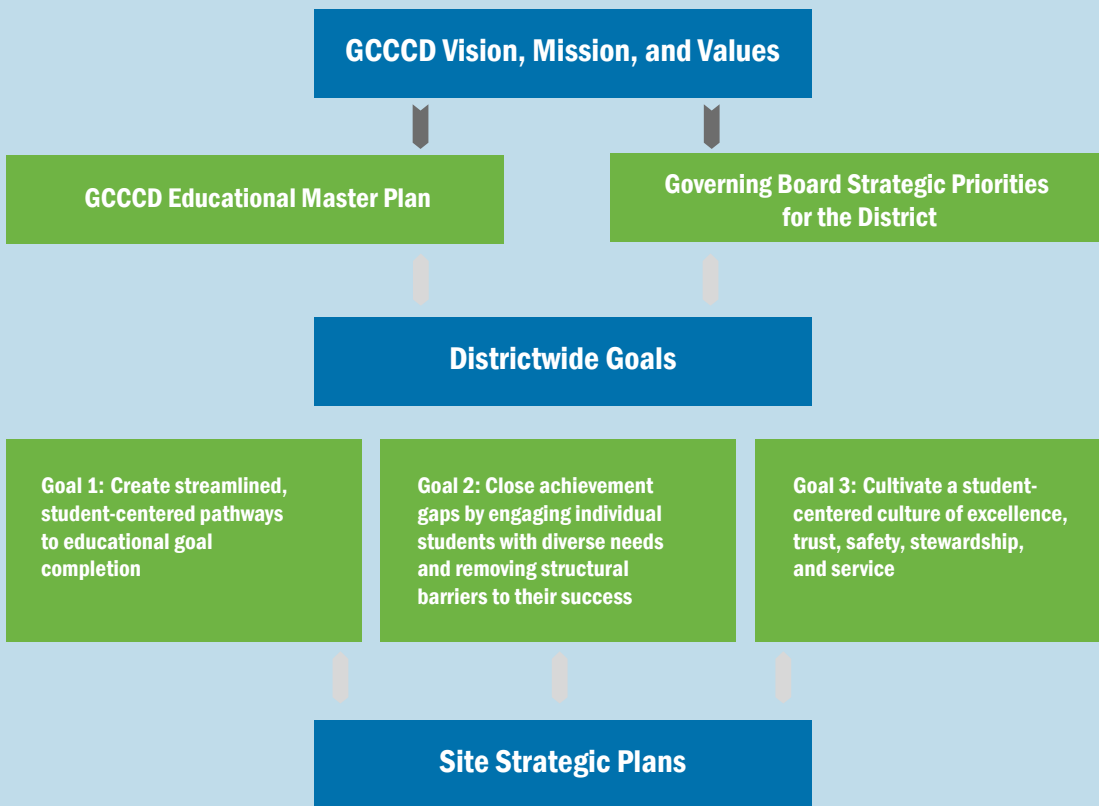 GCCCD Vision, Mission, and Values
GCCCD Educational Master Plan
Governing Board Strategic Priorities
for the District
Districtwide Goals
Goal 1: Create streamlined,
student-centered pathways
to educational goal
completion
Goal 2: Close achievement
gaps by engaging individual
students with diverse needs
and removing structural
barriers to their success
Goal 3: Cultivate a student-
centered culture of excellence,
trust, safety, stewardship,
and service
Site Strategic Plans